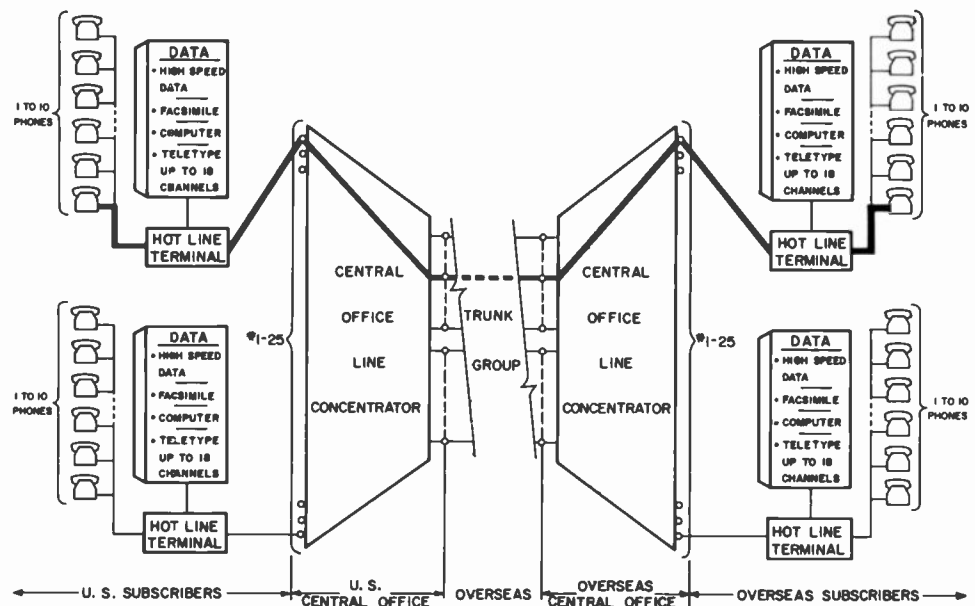 1 TO 10
PHONES
DATA
• HIGH SPEED
DATA
• FACSIMILE
• COMPUTER
• TELETYPE
UP TO 18
CHANNELS
HOT LINE
TERMINAL
DATA
• HIGH SPEED
DATA
• FACSIMILE
• COMPUTER
• TELETYPE
UP TO 18
CHANNELS
HOT LINE
TERMINAL
1 TO 10
PHONES
#1-25
CENTRAL
OFFICE
LINE
CONCENTRATOR
TRUNK
GROUP
CENTRAL
OFFICE
LINE
CONCENTRATOR
#1-25
1 TO 10
PHONES
DATA
• HIGH SPEED
DATA
• FACSIMILE
• COMPUTER
• TELETYPE
UP TO 18
CHANNELS
HOT LINE
TERMINAL
DATA
• HIGH SPEED
DATA
• FACSIMILE
• COMPUTER
• TELETYPE
UP TO 18
CHANNELS
HOT LINE
TERMINAL
1 TO 10
PHONES
U. S. SUBSCRIBERS
U. S.
CENTRAL OFFICE
OVERSEAS
OVERSEAS
CENTRAL OFFICE
OVERSEAS SUBSCRIBERS